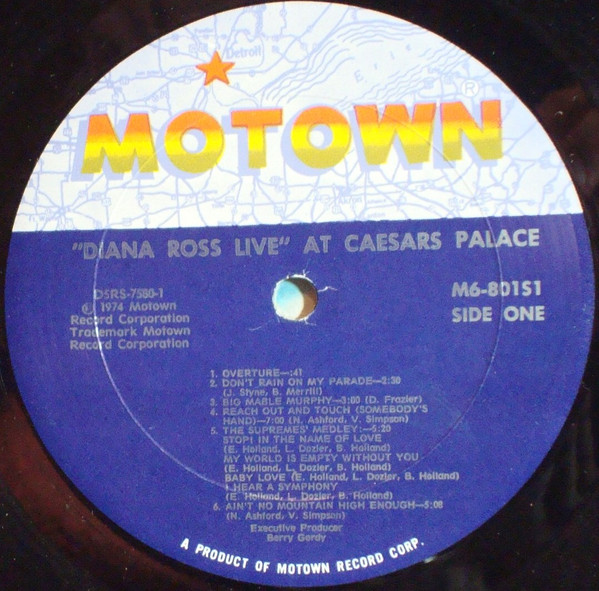 Detroit
Erie
MOTOWN®
Akron
"DIANA ROSS LIVE" AT CAESARS PALACE
DSRS-7580-1
℗ 1974 Motown
Record Corporation
Trademark Motown
Record Corporation
M6-801S1
SIDE ONE
1. OVERTURE—:41
2. DON'T RAIN ON MY PARADE—3:30
(J. Styne, B. Merrill)
3. BIG MABLE MURPHY—3:00 (D. Frazier)
4. REACH OUT AND TOUCH (SOMEBODY'S
HAND)—7:00 (N. Ashford, V. Simpson)
5. THE SUPREMES' MEDLEY:—5:20
STOP! IN THE NAME OF LOVE
(E. Holland, L. Dozier, B. Holland)
MY WORLD IS EMPTY WITHOUT YOU
(E. Holland, L. Dozier, B. Holland)
BABY LOVE (E. Holland, L. Dozier, B. Holland)
I HEAR A SYMPHONY
(E. Holland, L. Dozier, B. Holland)
6. AIN'T NO MOUNTAIN HIGH ENOUGH—5:08
(N. Ashford, V. Simpson)
Executive Producer
Berry Gordy
A PRODUCT OF MOTOWN RECORD CORP.